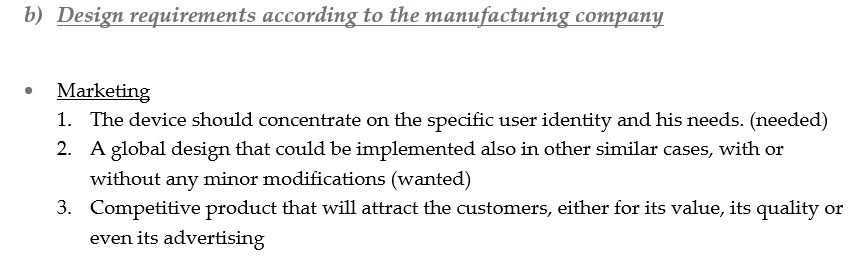 b) Design requirements according to the manufacturing company
• Marketing
1. The device should concentrate on the specific user identity and his needs. (needed)
2. A global design that could be implemented also in other similar cases, with or
without any minor modifications (wanted)
3. Competitive product that will attract the customers, either for its value, its quality or
even its advertising